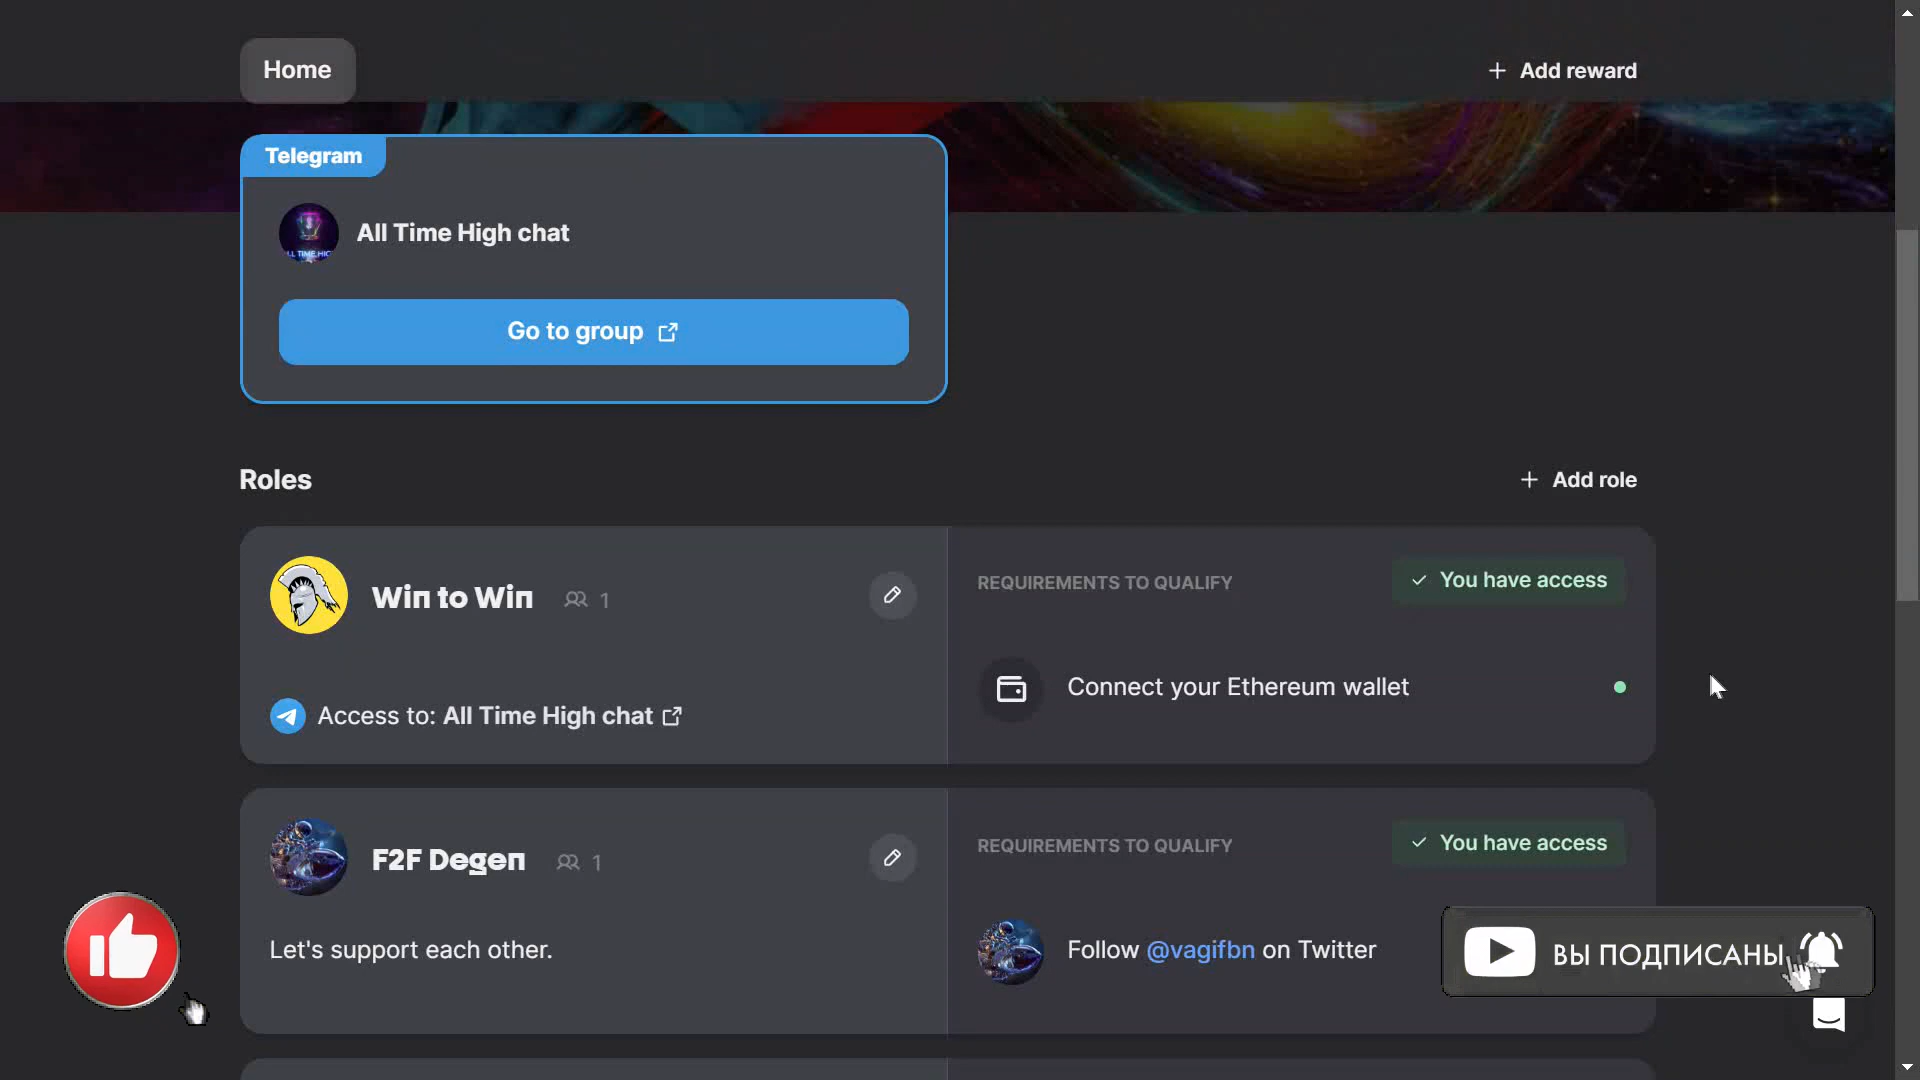 Home
+ Add reward
Telegram
All Time High chat
Go to group
Roles
+ Add role
Win to Win 1
REQUIREMENTS TO QUALIFY
You have access
Connect your Ethereum wallet
Access to: All Time High chat
F2F Degen 1
REQUIREMENTS TO QUALIFY
You have access
Let's support each other.
Follow @vagifbn on Twitter
ВЫ ПОДПИСАНЫ